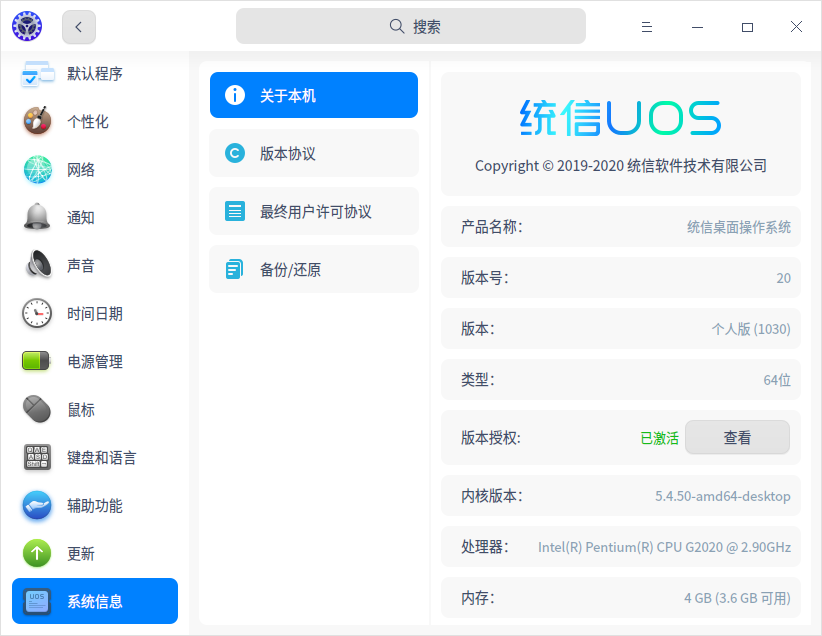 搜索
默认程序
个性化
网络
通知
声音
时间日期
电源管理
鼠标
键盘和语言
辅助功能
更新
UOS
系统信息
关于本机
版本协议
最终用户许可协议
备份/还原
统信UOS
Copyright © 2019-2020 统信软件技术有限公司
产品名称： 统信桌面操作系统
版本号： 20
版本： 个人版 (1030)
类型： 64位
版本授权: 已激活 查看
内核版本： 5.4.50-amd64-desktop
处理器： Intel(R) Pentium(R) CPU G2020 @ 2.90GHz
内存： 4 GB (3.6 GB 可用)